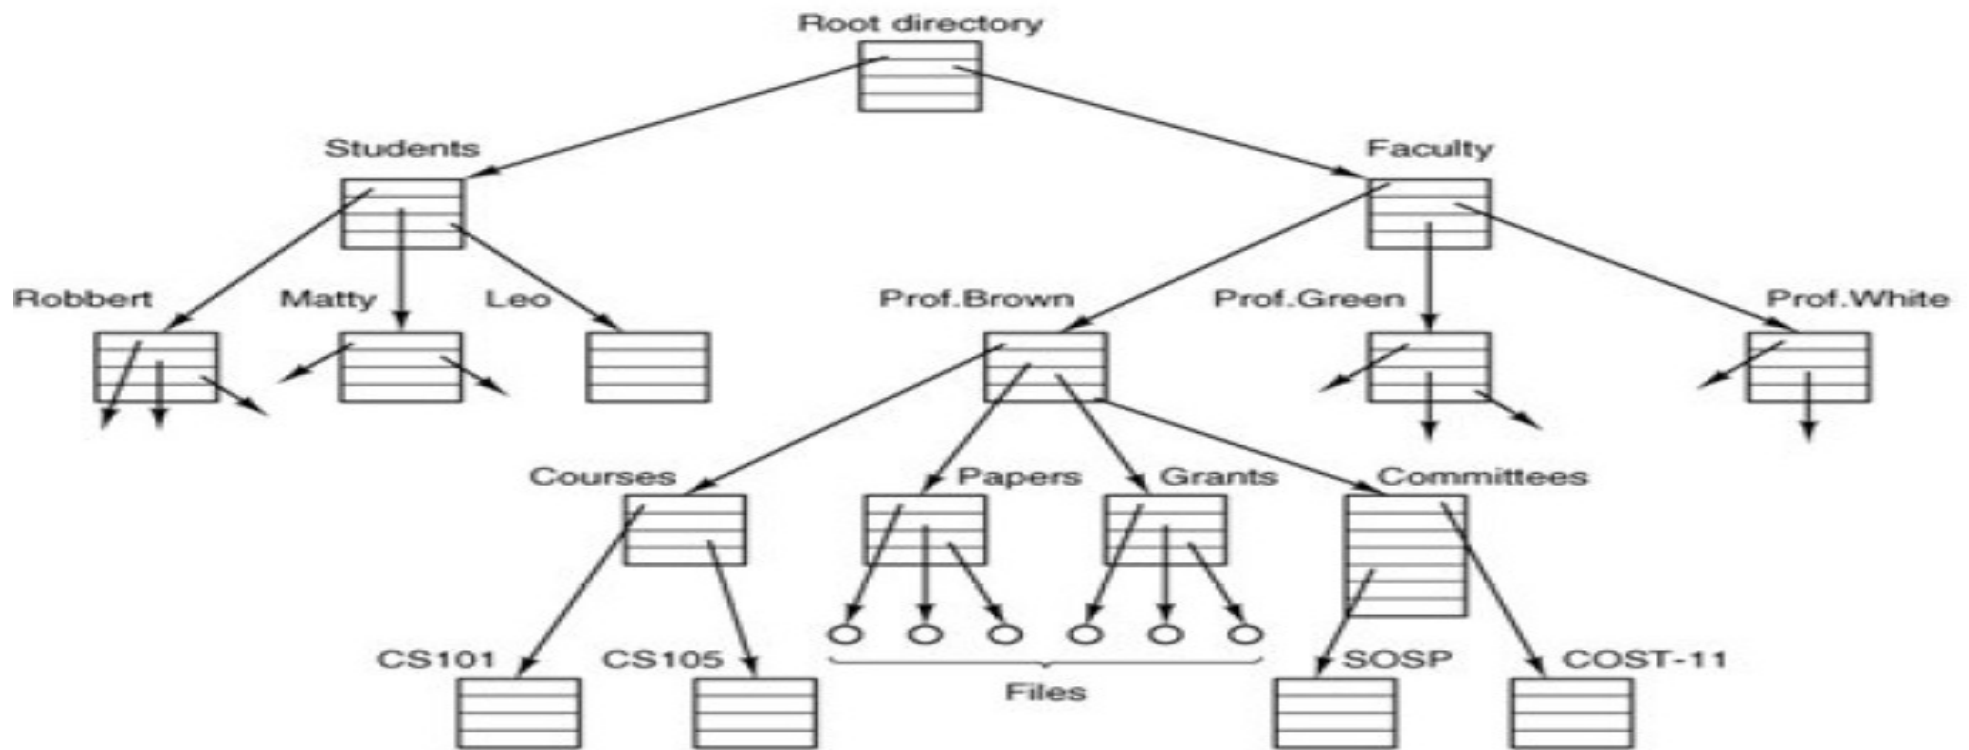 Root directory
Students
Faculty
Robbert
Matty
Leo
Prof.Brown
Prof.Green
Prof.White
Courses
Papers
Grants
Committees
CS101
CS105
SOSP
COST-11
Files